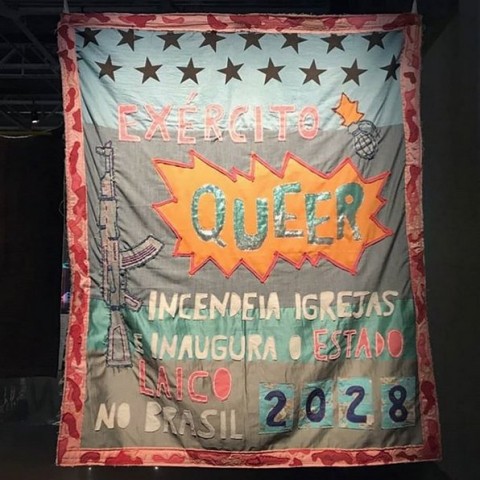 EXÉRCITO
QUEER
INCENDEIA IGREJAS
E INAUGURA O ESTADO
LAICO
NO BRASIL 2028